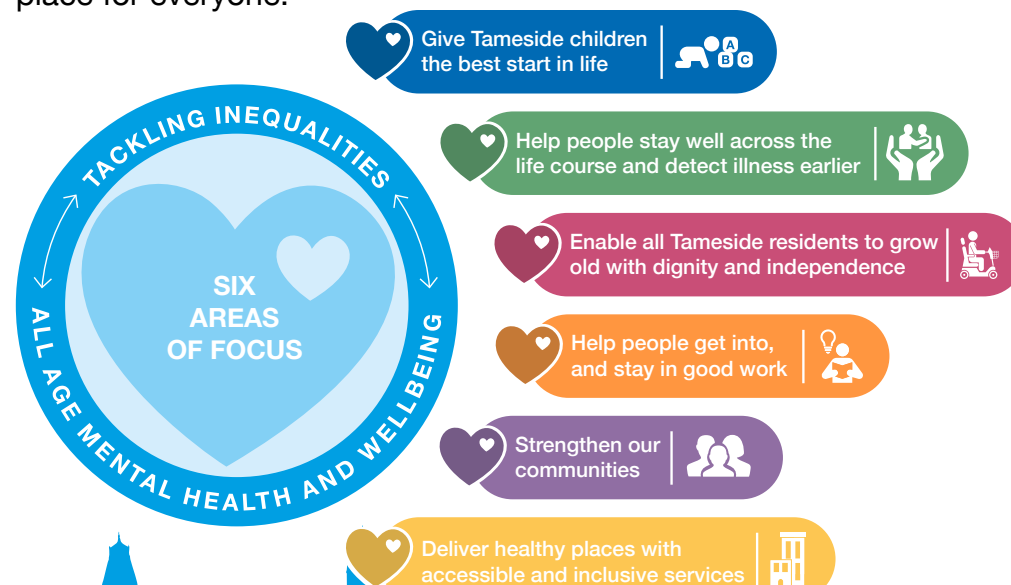 place for everyone.
Give Tameside children
the best start in life
A
B C
TACKLING INEQUALITIES
Help people stay well across the
life course and detect illness earlier
Enable all Tameside residents to grow
old with dignity and independence
SIX
AREAS
OF FOCUS
Help people get into,
and stay in good work
ALL AGE MENTAL HEALTH AND WELLBEING
Strengthen our
communities
Deliver healthy places with
accessible and inclusive services